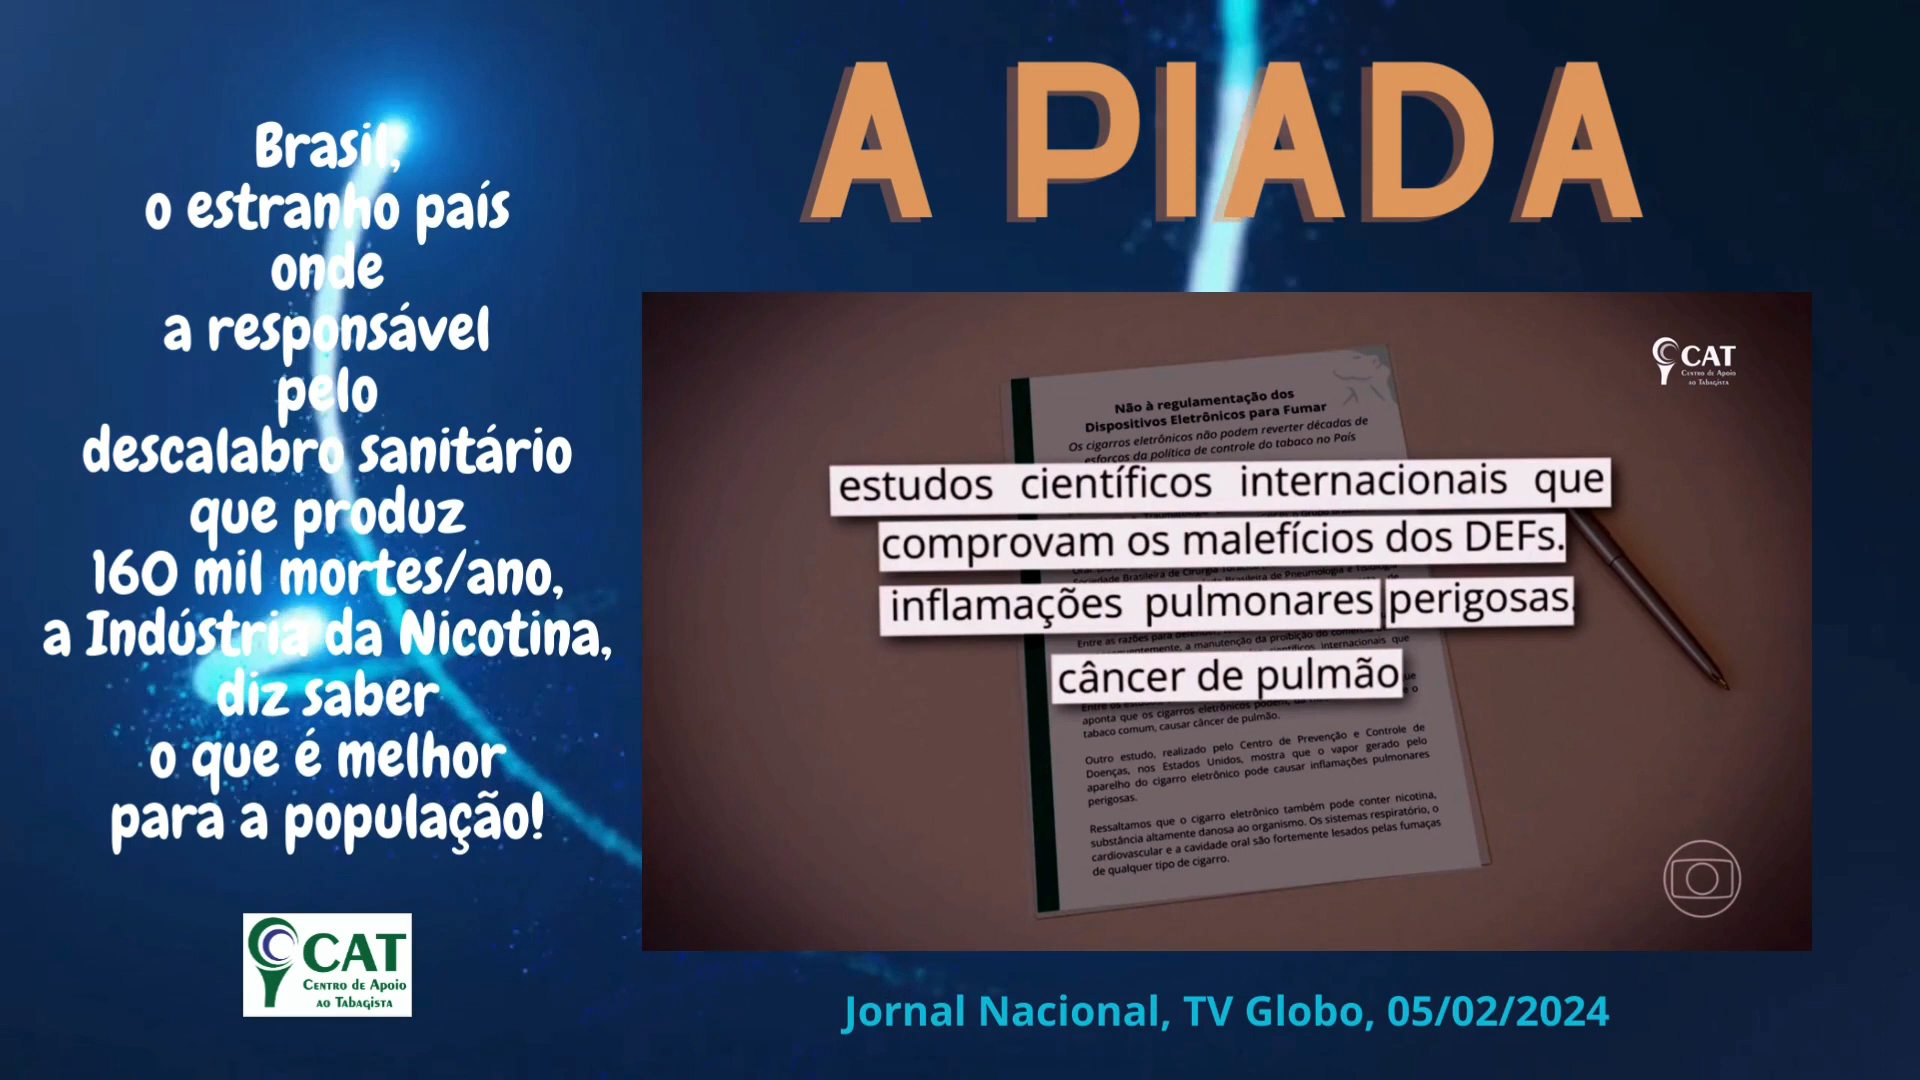 A PIADA
Brasil,
o estranho país
onde
a responsável
pelo
descalabro sanitário
que produz
160 mil mortes/ano,
a Indústria da Nicotina,
diz saber
o que é melhor
para a população!
CAT
Centro de Apoio
ao Tabagista
CAT
Centro de Apoio
ao Tabagista
Não à regulamentação dos
Dispositivos Eletrônicos para Fumar
Os cigarros eletrônicos não podem reverter décadas de
esforços da política de controle do tabaco no País
estudos científicos internacionais que
comprovam os malefícios dos DEFs.
inflamações pulmonares perigosas.
câncer de pulmão
aponta que os cigarros eletrônicos podem,
tabaco comum, causar câncer de pulmão.
Outro estudo, realizado pelo Centro de Prevenção e Controle de
Doenças, nos Estados Unidos, mostra que o vapor gerado pelo
aparelho do cigarro eletrônico pode causar inflamações pulmonares
perigosas.
Ressaltamos que o cigarro eletrônico também pode conter nicotina,
substância altamente danosa ao organismo. Os sistemas respiratório, o
cardiovascular e a cavidade oral são fortemente lesados pelas fumaças
de qualquer tipo de cigarro.
Jornal Nacional, TV Globo, 05/02/2024